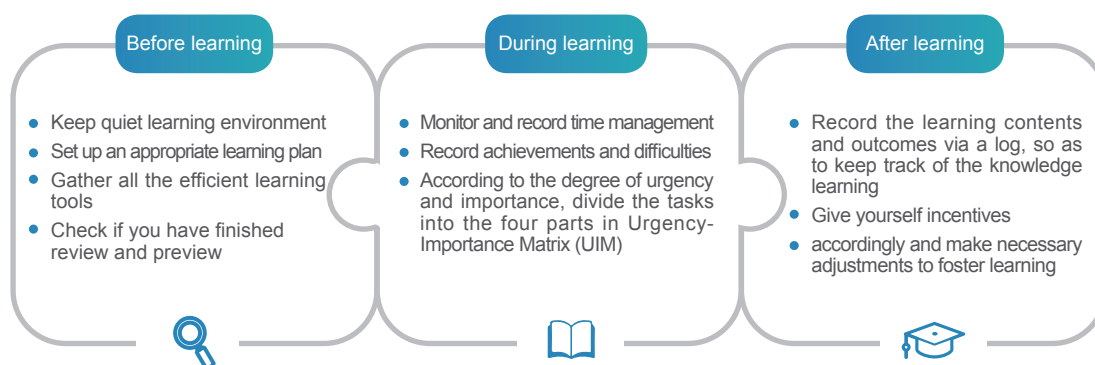 Before learning
Keep quiet learning environment
Set up an appropriate learning plan
Gather all the efficient learning
tools
Check if you have finished
review and preview
During learning
Monitor and record time management
Record achievements and difficulties
According to the degree of urgency
and importance, divide the tasks
into the four parts in Urgency-
Importance Matrix (UIM)
After learning
Record the learning contents
and outcomes via a log, so as
to keep track of the knowledge
learning
Give yourself incentives
accordingly and make necessary
adjustments to foster learning